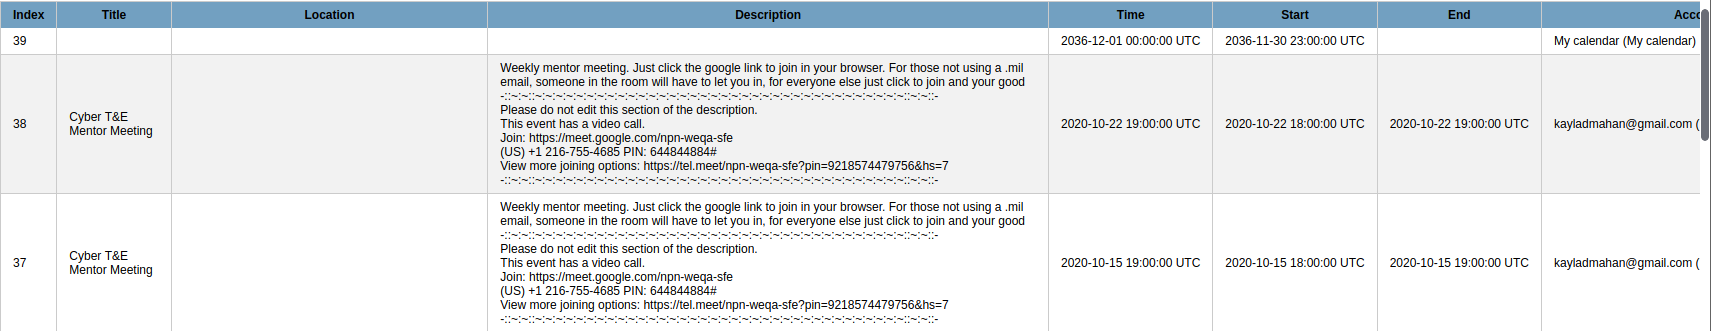 Index Title Location Description Time Start End Acco
39 2036-12-01 00:00:00 UTC 2036-11-30 23:00:00 UTC My calendar (My calendar)
38
Cyber T&E
Mentor Meeting
Weekly mentor meeting. Just click the google link to join in your browser. For those not using a .mil
email, someone in the room will have to let you in, for everyone else just click to join and your good
-::~:~::~:~:~:~:~:~:~:~:~:~:~:~:~:~:~:~:~:~:~:~:~:~:~:~:~:~:~:~:~:~:~:~:~:~:~:~:~:~:~:~:~:~::~:~::-
Please do not edit this section of the description.
This event has a video call.
Join: https://meet.google.com/npn-weqa-sfe
(US) +1 216-755-4685 PIN: 644844884#
View more joining options: https://tel.meet/npn-weqa-sfe?pin=9218574479756&hs=7
-::~:~::~:~:~:~:~:~:~:~:~:~:~:~:~:~:~:~:~:~:~:~:~:~:~:~:~:~:~:~:~:~:~:~:~:~:~:~:~:~:~:~:~:~::~:~::-
2020-10-22 19:00:00 UTC 2020-10-22 18:00:00 UTC 2020-10-22 19:00:00 UTC kayladmahan@gmail.com (
37
Cyber T&E
Mentor Meeting
Weekly mentor meeting. Just click the google link to join in your browser. For those not using a .mil
email, someone in the room will have to let you in, for everyone else just click to join and your good
-::~:~::~:~:~:~:~:~:~:~:~:~:~:~:~:~:~:~:~:~:~:~:~:~:~:~:~:~:~:~:~:~:~:~:~:~:~:~:~:~:~:~:~:~::~:~::-
Please do not edit this section of the description.
This event has a video call.
Join: https://meet.google.com/npn-weqa-sfe
(US) +1 216-755-4685 PIN: 644844884#
View more joining options: https://tel.meet/npn-weqa-sfe?pin=9218574479756&hs=7
-::~:~::~:~:~:~:~:~:~:~:~:~:~:~:~:~:~:~:~:~:~:~:~:~:~:~:~:~:~:~:~:~:~:~:~:~:~:~:~:~:~:~:~:~::~:~::-
2020-10-15 19:00:00 UTC 2020-10-15 18:00:00 UTC 2020-10-15 19:00:00 UTC kayladmahan@gmail.com (